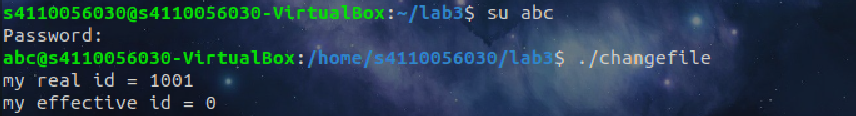 s4110056030@s4110056030-VirtualBox:~/lab3$ su abc
Password:
abc@s4110056030-VirtualBox:/home/s4110056030/lab3$ ./changefile
my real id = 1001
my effective id = 0